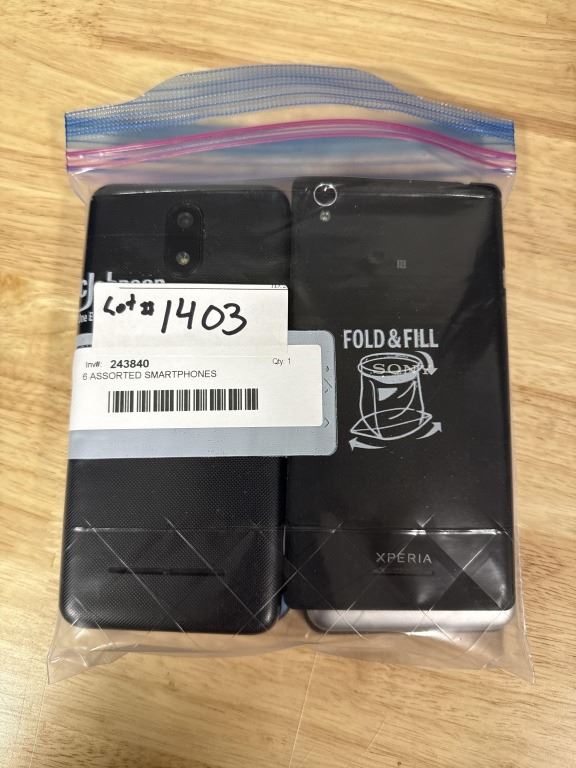 Lot # 1403
Inv#: 243840
Qty: 1
6 ASSORTED SMARTPHONES
FOLD & FILL
SONY
XPERIA